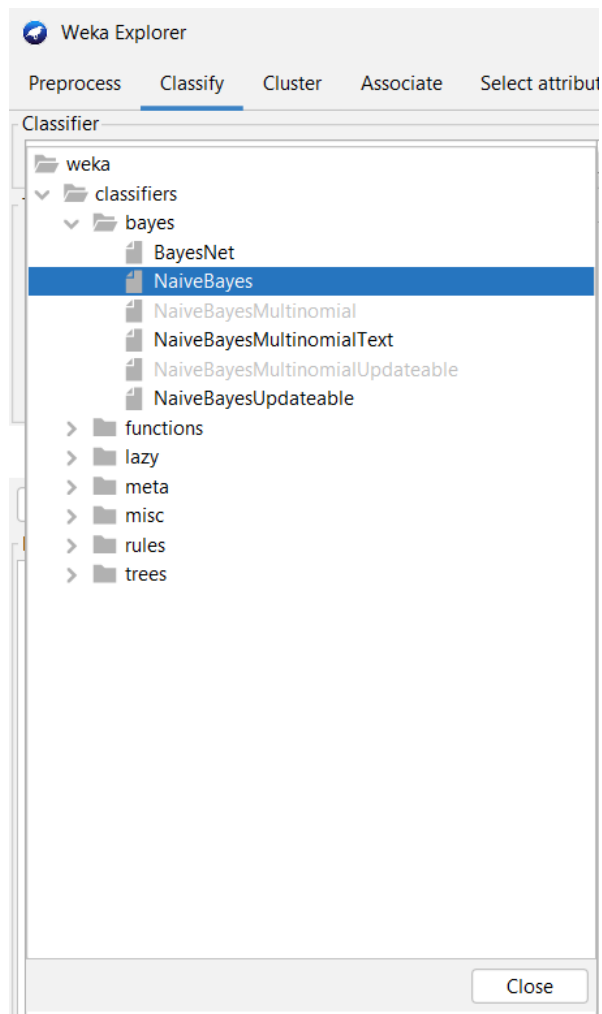 Weka Explorer
Preprocess Classify Cluster Associate Select attribut
Classifier
weka
classifiers
bayes
BayesNet
NaiveBayes
NaiveBayesMultinomial
NaiveBayesMultinomialText
NaiveBayesMultinomialUpdateable
NaiveBayesUpdateable
functions
lazy
meta
misc
rules
trees
Close